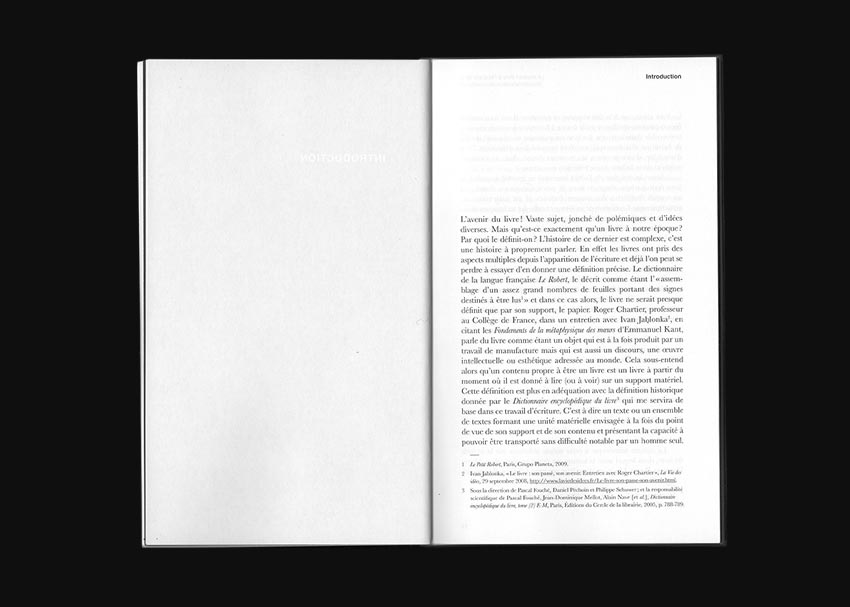 Introduction
L'avenir du livre ! Vaste sujet, jonché de polémiques et d'idées
diverses. Mais qu'est-ce exactement qu'un livre à notre époque ?
Par quoi le définit-on ? L'histoire de ce dernier est complexe, c'est
une histoire à proprement parler. En effet les livres ont pris des
aspects multiples depuis l'apparition de l'écriture et déjà l'on peut se
perdre à essayer d'en donner une définition précise. Le dictionnaire
de la langue française Le Robert, le décrit comme étant l' « assem-
blage d'un assez grand nombres de feuilles portant des signes
destinés à être lus¹ » et dans ce cas alors, le livre ne serait presque
définit que par son support, le papier. Roger Chartier, professeur
au Collège de France, dans un entretien avec Ivan Jablonka², en
citant les Fondements de la métaphysique des mœurs d'Emmanuel Kant,
parle du livre comme étant un objet qui est à la fois produit par un
travail de manufacture mais qui est aussi un discours, une œuvre
intellectuelle ou esthétique adressée au monde. Cela sous-entend
alors qu'un contenu propre à être un livre est un livre à partir du
moment où il est donné à lire (ou à voir) sur un support matériel.
Cette définition est plus en adéquation avec la définition historique
donnée par le Dictionnaire encyclopédique du livre³ qui me servira de
base dans ce travail d'écriture. C'est à dire un texte ou un ensemble
de textes formant une unité matérielle envisagée à la fois du point
de vue de son support et de son contenu et présentant la capacité à
pouvoir être transporté sans difficulté notable par un homme seul.
1 Le Petit Robert, Paris, Grupo Planeta, 2009.
2 Ivan Jablonka, « Le livre : son passé, son avenir. Entretien avec Roger Chartier », La Vie des
idées, 29 septembre 2008, http://www.laviedesidees.fr/Le-livre-son-passe-son-avenir.html.
3 Sous la direction de Pascal Fouché, Daniel Péchoin et Philippe Schuwer ; et la responsabilité
scientifique de Pascal Fouché, Jean-Dominique Mellot, Alain Nave [et al.], Dictionnaire
encyclopédique du livre, tome [2] E-M, Paris, Éditions du Cercle de la librairie, 2005, p. 788-789.